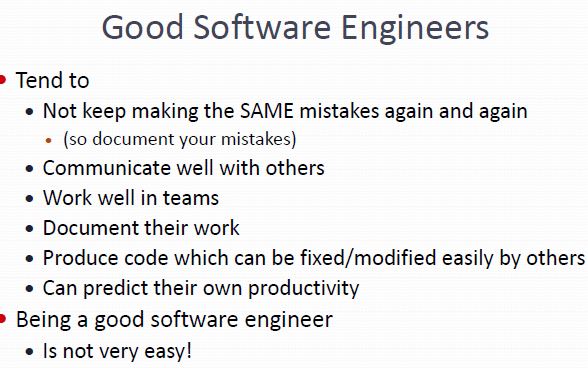 Good Software Engineers
Tend to
Not keep making the SAME mistakes again and again
(so document your mistakes)
Communicate well with others
Work well in teams
Document their work
Produce code which can be fixed/modified easily by others
Can predict their own productivity
Being a good software engineer
Is not very easy!